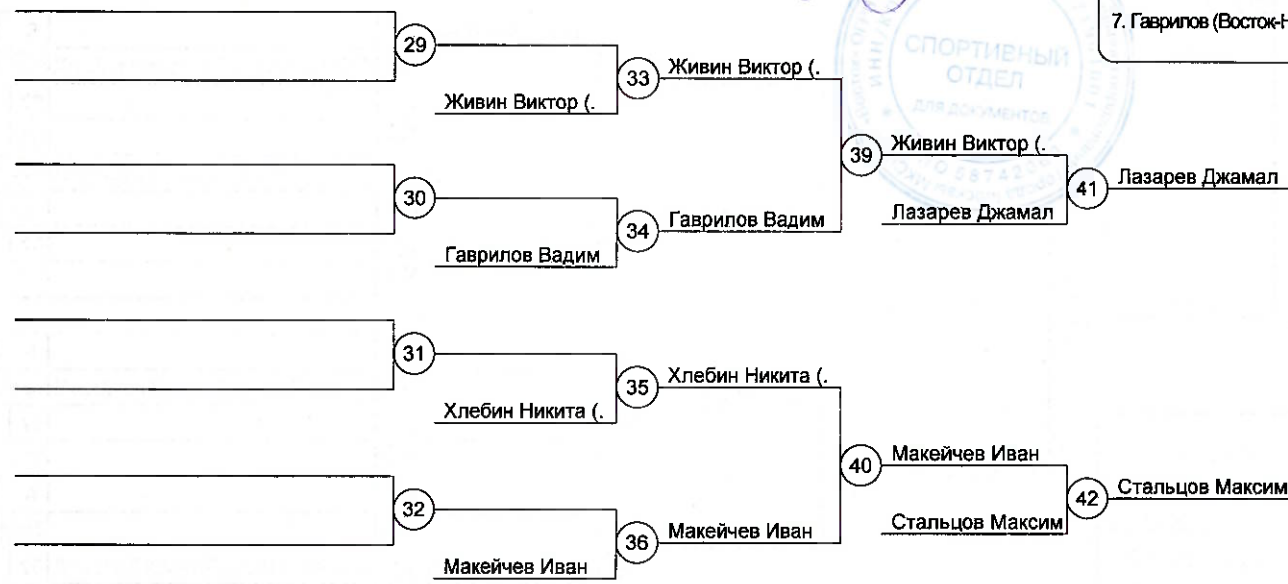 7. Гаврилов (Восток-Н
СПОРТИВНЫЙ
ОТДЕЛ
ДЛЯ ДОКУМЕНТОВ
29
Живин Виктор (.
33
Живин Виктор (.
30
Гаврилов Вадим
34
Гаврилов Вадим
39
Живин Виктор (.
Лазарев Джамал
41
Лазарев Джамал
31
Хлебин Никита (.
35
Хлебин Никита (.
32
Макейчев Иван
36
Макейчев Иван
40
Макейчев Иван
Стальцов Максим
42
Стальцов Максим